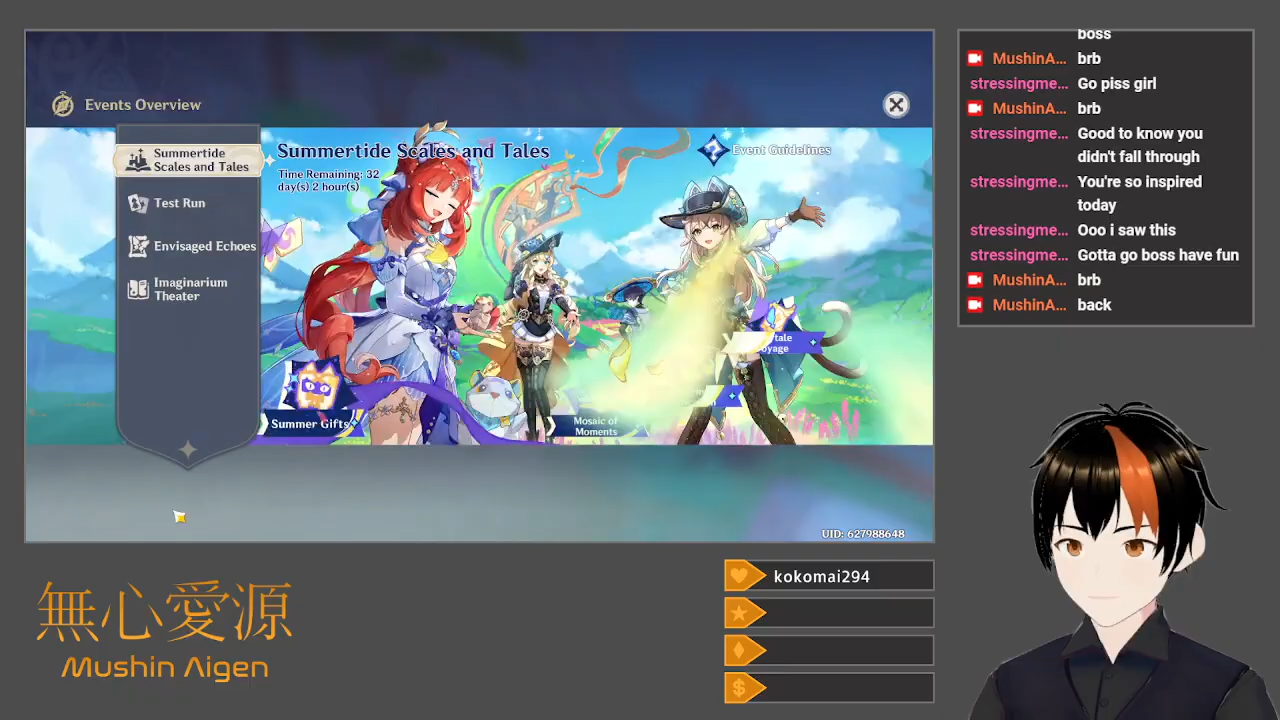 Events Overview
Summertide
Scales and Tales
Test Run
Envisaged Echoes
Imaginarium
Theater
Summertide Scales and Tales
Time Remaining: 32
day(s) 2 hour(s)
Event Guidelines
Summer Gifts
Mosaic of
Moments
UID: 627988648
boss
MushinA... brb
stressingme... Go piss girl
MushinA... brb
stressingme... Good to know you
didn't fall through
stressingme... You're so inspired
today
stressingme... Ooo i saw this
stressingme... Gotta go boss have fun
MushinA... brb
MushinA... back
無心愛源
Mushin Aigen
kokomai294